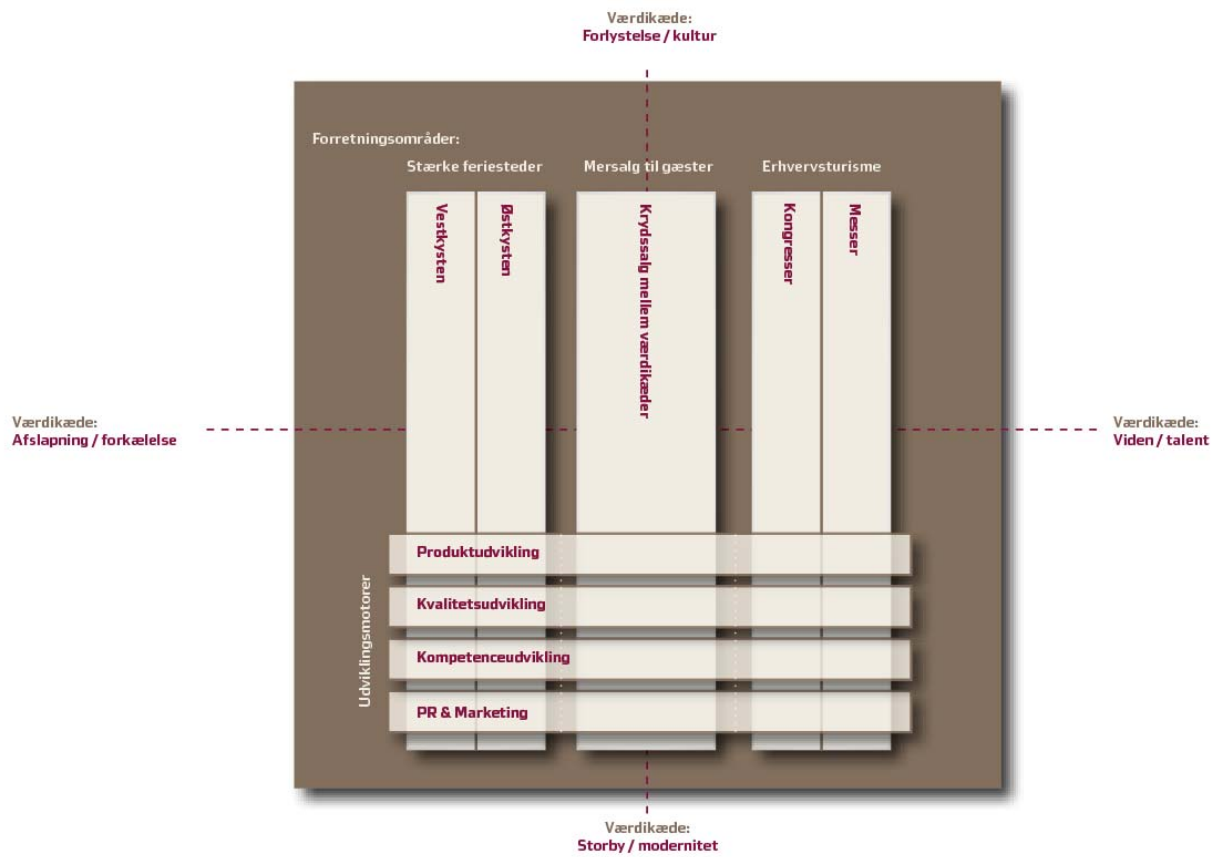 Værdikæde:
Forlystelse / kultur
Forretningsområder:
Stærke feriesteder
Mersalg til gæster
Erhvervsturisme
Vestkysten
Østkysten
Krydssalg mellem værdikæder
Kongresser
Messer
Værdikæde:
Afslapning / forkælelse
Værdikæde:
Viden / talent
Udviklingsmotorer
Produktudvikling
Kvalitetsudvikling
Kompetenceudvikling
PR & Marketing
Værdikæde:
Storby / modernitet